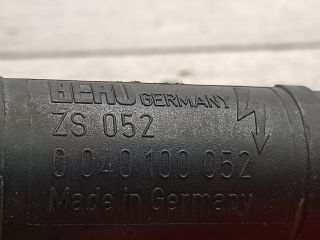 BERU GERMANY
ZS 052
0 040 100 052
Made in Germany